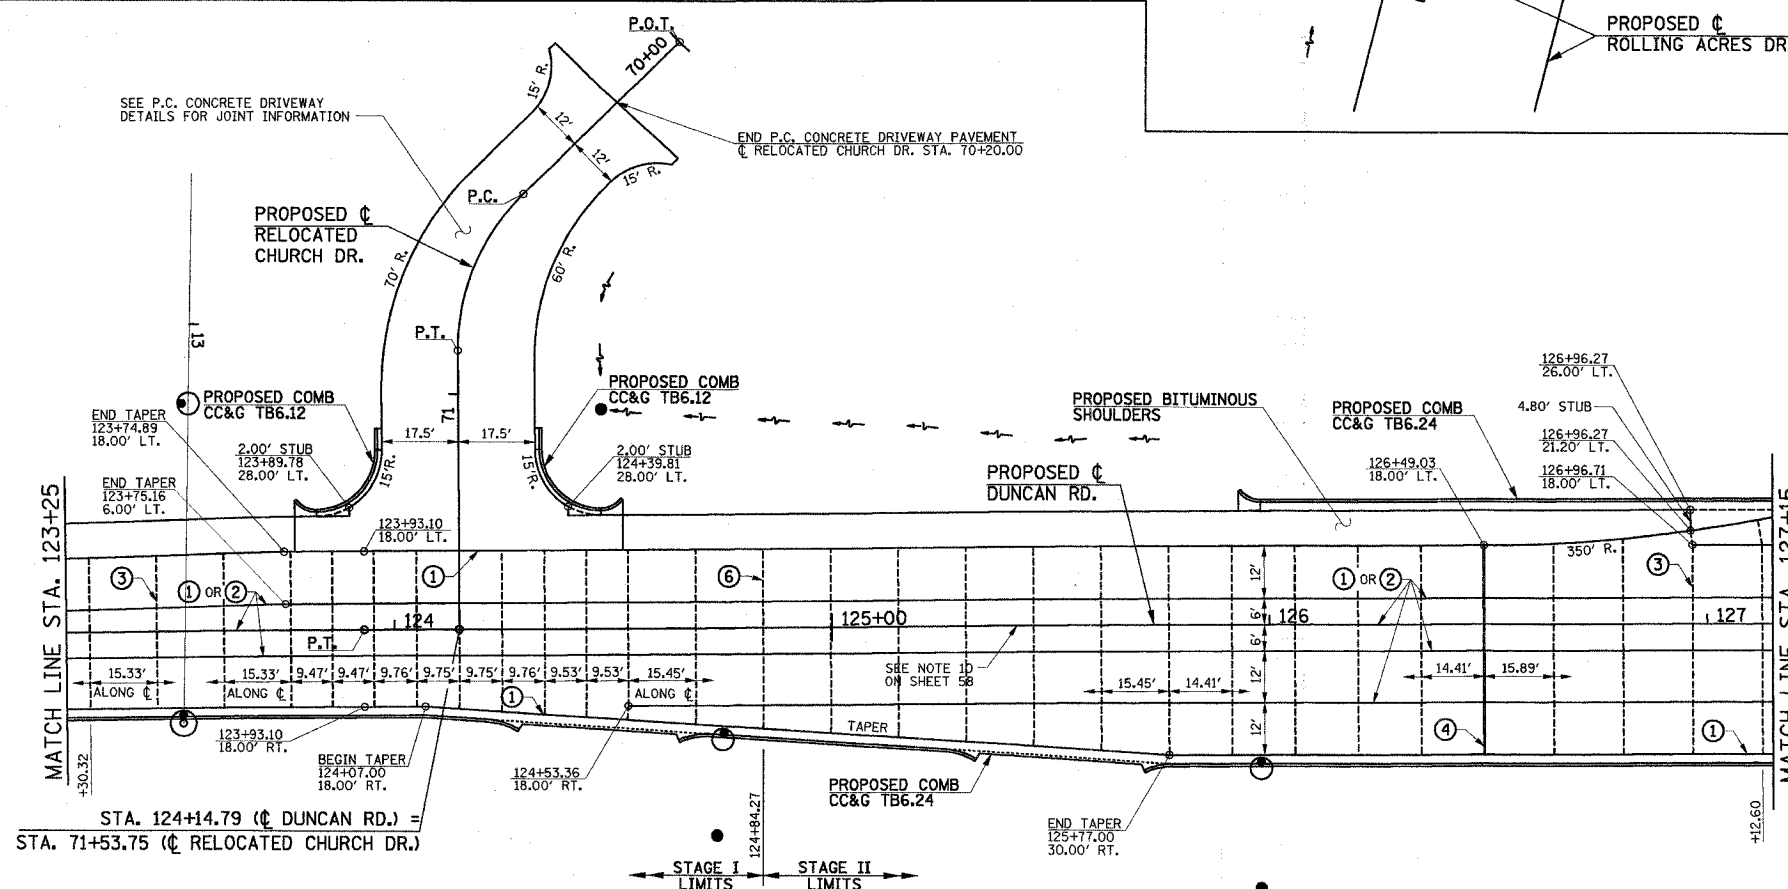 P.O.T.
70+00
PROPOSED ℄
ROLLING ACRES DR
SEE P.C. CONCRETE DRIVEWAY
DETAILS FOR JOINT INFORMATION
15' R.
12'
12'
15' R.
END P.C. CONCRETE DRIVEWAY PAVEMENT
℄ RELOCATED CHURCH DR. STA. 70+20.00
P.C.
PROPOSED ℄
RELOCATED
CHURCH DR.
70' R.
60' R.
13
P.T.
71
PROPOSED COMB
CC&G TB6.12
PROPOSED COMB
CC&G TB6.12
END TAPER
123+74.89
18.00' LT.
2.00' STUB
123+89.78
28.00' LT.
15'R.
17.5'
17.5'
15'R.
2.00' STUB
124+39.81
28.00' LT.
PROPOSED BITUMINOUS
SHOULDERS
PROPOSED COMB
CC&G TB6.24
126+96.27
26.00' LT.
4.80' STUB
126+96.27
21.20' LT.
126+96.71
18.00' LT.
126+49.03
18.00' LT.
PROPOSED ℄
DUNCAN RD.
END TAPER
123+75.16
6.00' LT.
123+93.10
18.00' LT.
350' R.
MATCH LINE STA. 123+25
MATCH LINE STA. 127+15
3
1 OR 2
1
6
1 OR 2
3
12'
6'
6'
12'
12'
124
125+00
126
127
P.T.
15.33'
ALONG ℄
15.33'
ALONG ℄
9.47'
9.47'
9.76'
9.75'
9.75'
9.76'
9.53'
9.53'
15.45'
ALONG ℄
SEE NOTE 10
ON SHEET 58
15.45'
14.41'
14.41'
15.89'
1
TAPER
4
1
+30.32
123+93.10
18.00' RT.
BEGIN TAPER
124+07.00
18.00' RT.
124+53.36
18.00' RT.
PROPOSED COMB
CC&G TB6.24
124+84.27
END TAPER
125+77.00
30.00' RT.
+12.60
STA. 124+14.79 (℄ DUNCAN RD.) =
STA. 71+53.75 (℄ RELOCATED CHURCH DR.)
STAGE I
LIMITS
STAGE II
LIMITS